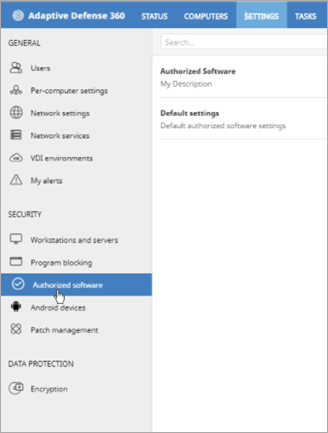 Adaptive Defense 360 STATUS COMPUTERS SETTINGS TASKS
GENERAL
Users
Per-computer settings
Network settings
Network services
VDI environments
My alerts
SECURITY
Workstations and servers
Program blocking
Authorized software
Android devices
Patch management
DATA PROTECTION
Encryption
Search...
Authorized Software
My Description
Default settings
Default authorized software settings